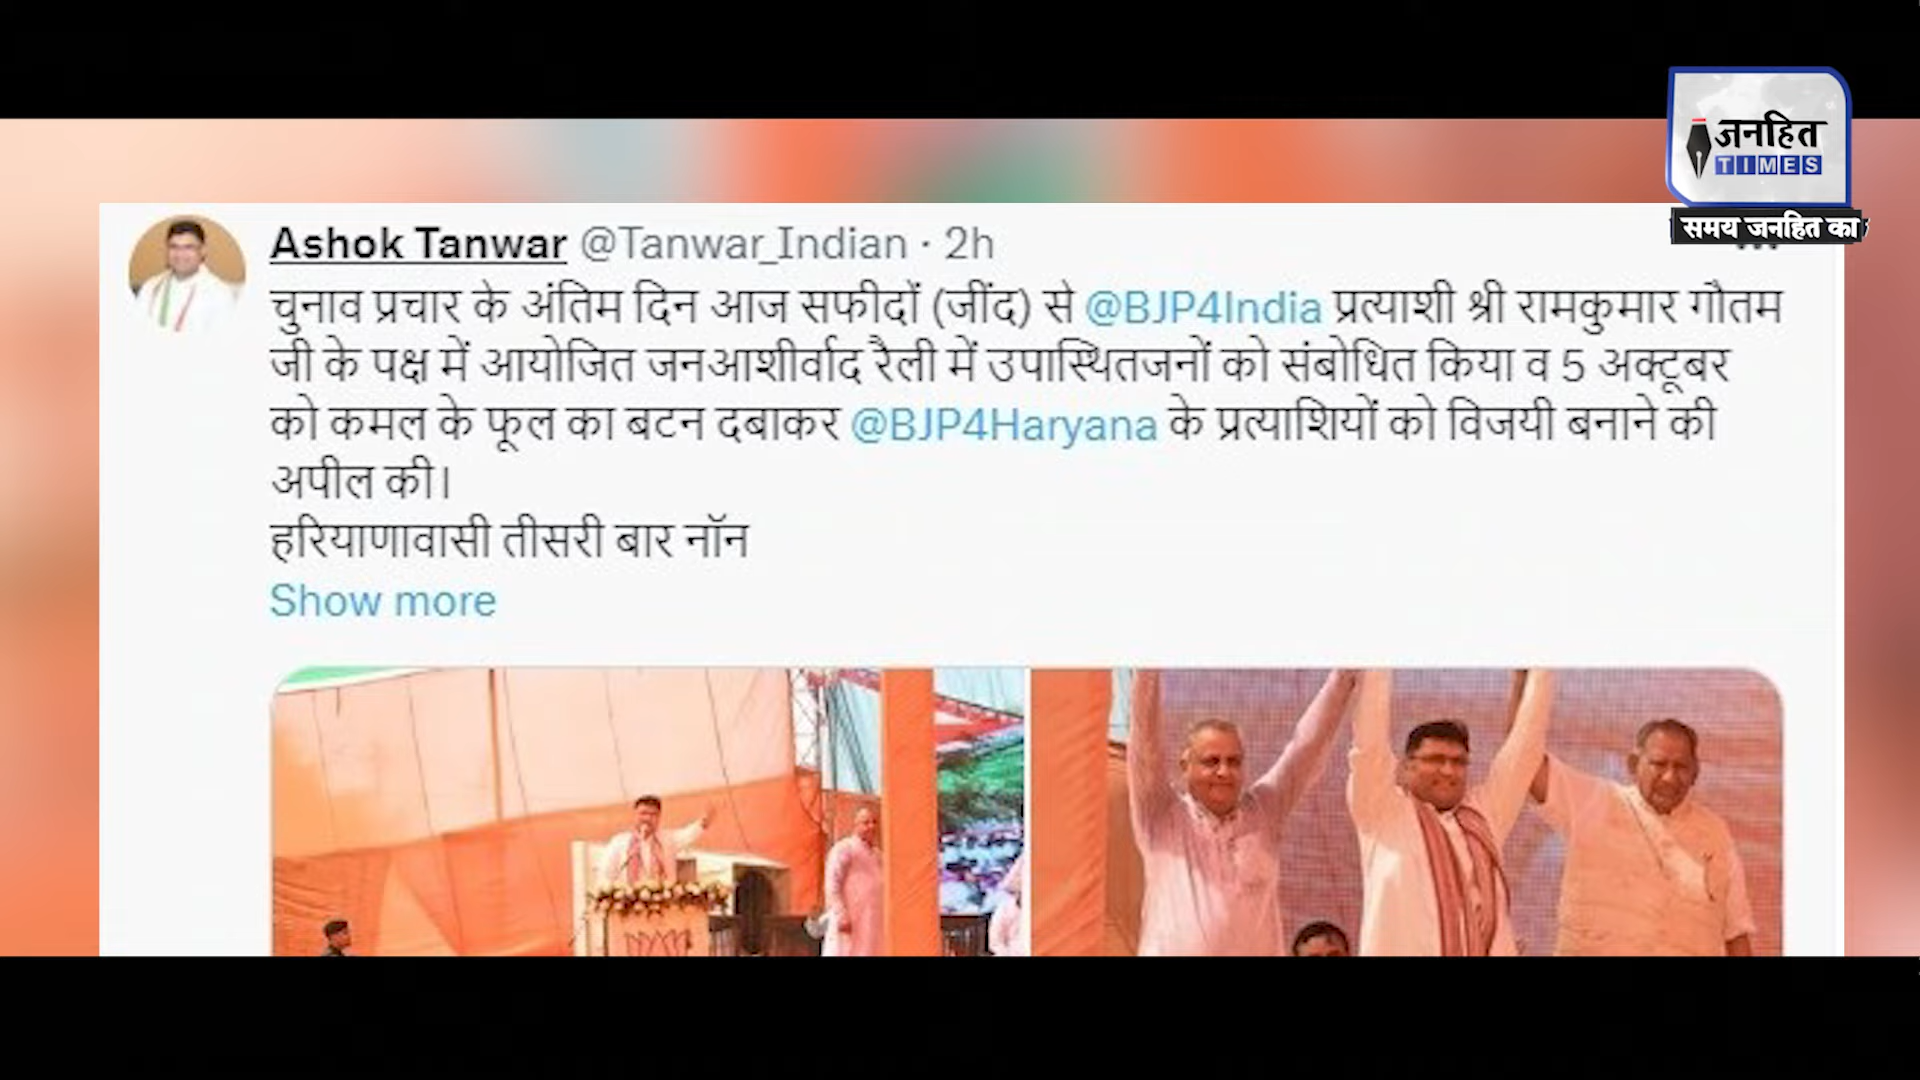 जनहित
TIMES
समय जनहित का
Ashok Tanwar @Tanwar_Indian · 2h
चुनाव प्रचार के अंतिम दिन आज सफीदों (जींद) से @BJP4India प्रत्याशी श्री रामकुमार गौतम
जी के पक्ष में आयोजित जनआशीर्वाद रैली में उपास्थितजनों को संबोधित किया व 5 अक्टूबर
को कमल के फूल का बटन दबाकर @BJP4Haryana के प्रत्याशियों को विजयी बनाने की
अपील की।
हरियाणावासी तीसरी बार नॉन
Show more